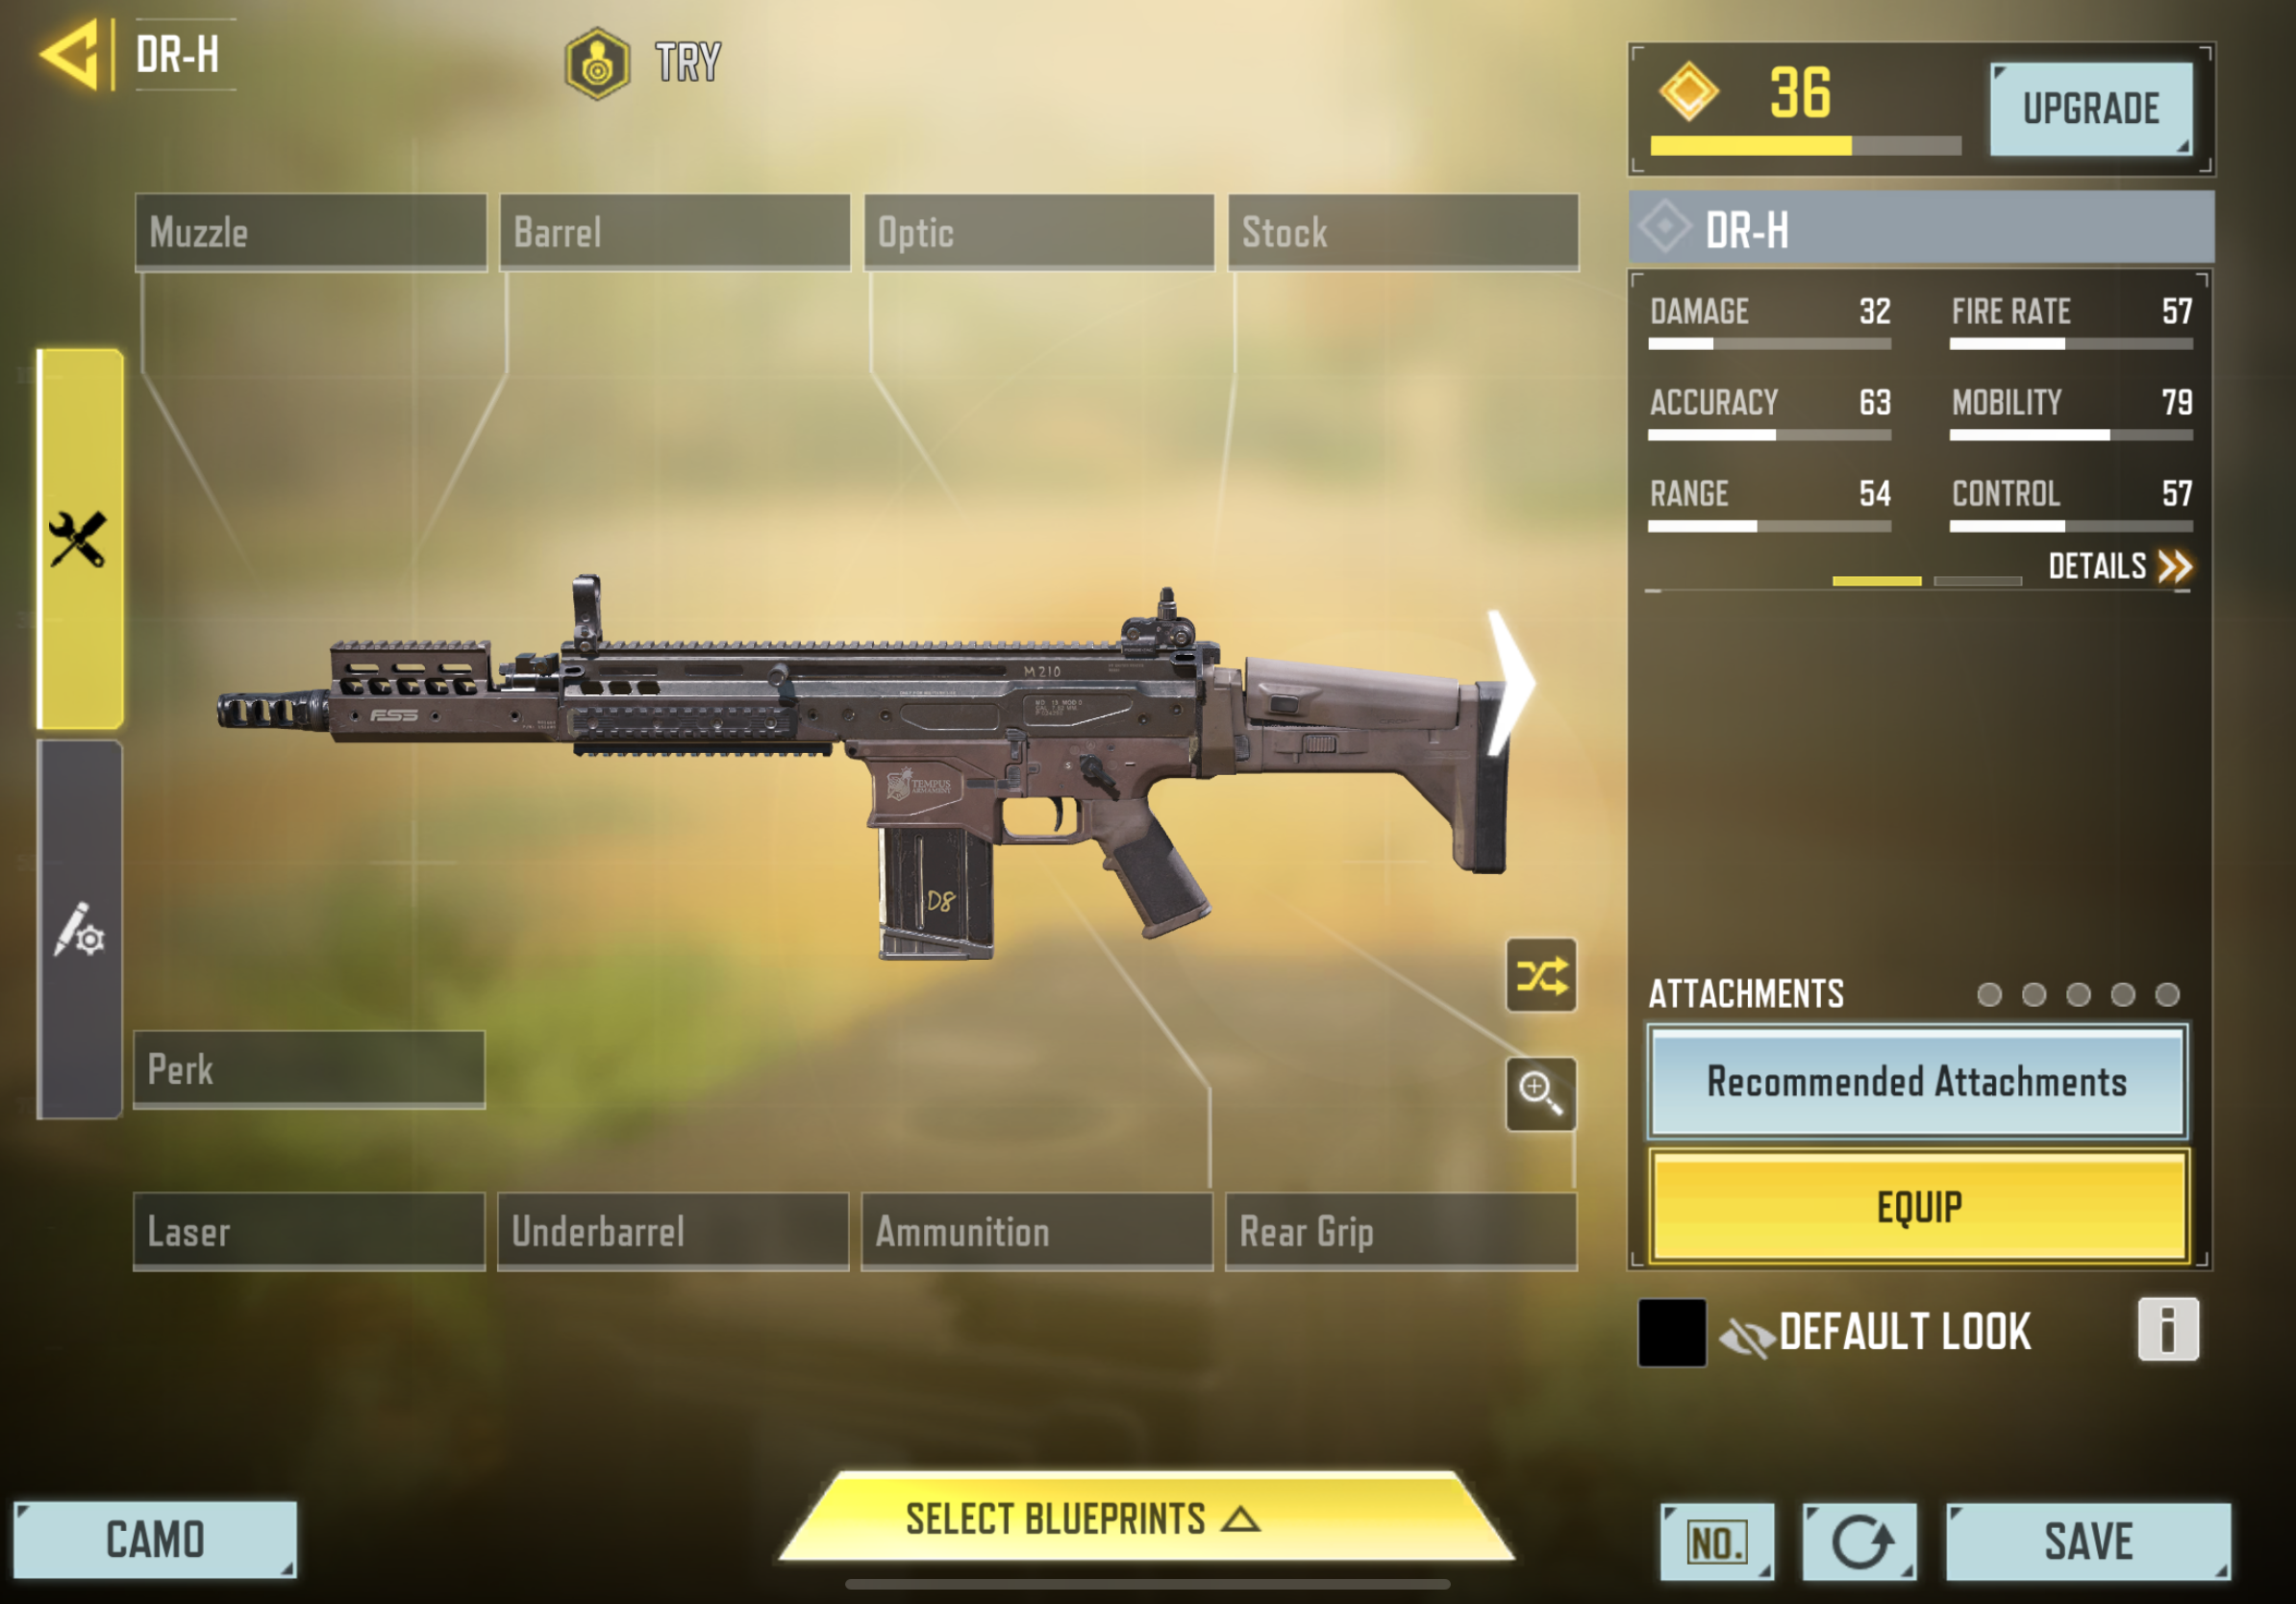 DR-H
TRY
36
UPGRADE
Muzzle
Barrel
Optic
Stock
DR-H
DAMAGE 32
FIRE RATE 57
ACCURACY 63
MOBILITY 79
RANGE 54
CONTROL 57
DETAILS
M210
FSS
TEMPUS
ARMAMENT
D8
Perk
ATTACHMENTS
Recommended Attachments
EQUIP
Laser
Underbarrel
Ammunition
Rear Grip
DEFAULT LOOK
CAMO
SELECT BLUEPRINTS
NO.
SAVE